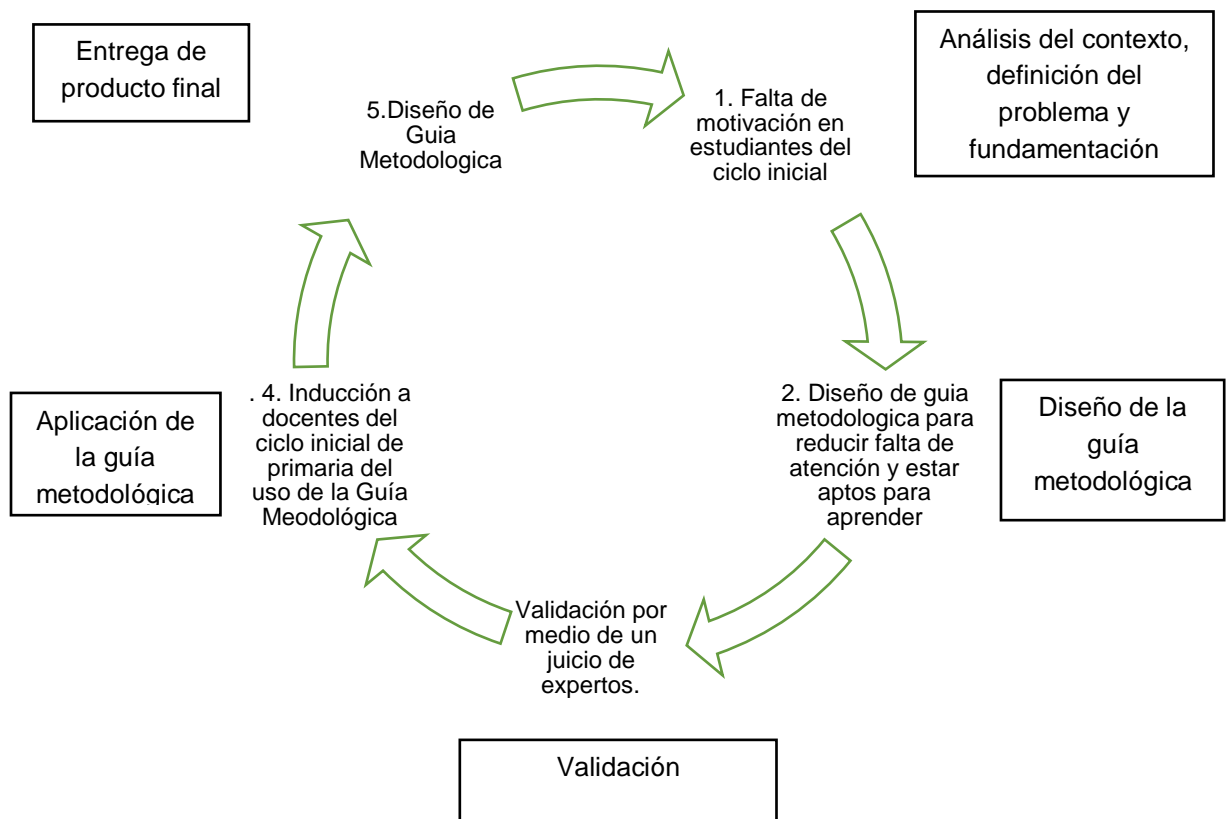 Entrega de
producto final
5.Diseño de
Guia
Metodologica
1. Falta de
motivación en
estudiantes del
ciclo inicial
Análisis del contexto,
definición del
problema y
fundamentación
Aplicación de
la guía
metodológica
. 4. Inducción a
docentes del
ciclo inicial de
primaria del
uso de la Guía
Meodológica
2. Diseño de guia
metodologica para
reducir falta de
atención y estar
aptos para
aprender
Diseño de la
guía
metodológica
Validación por
medio de un
juicio de
expertos.
Validación